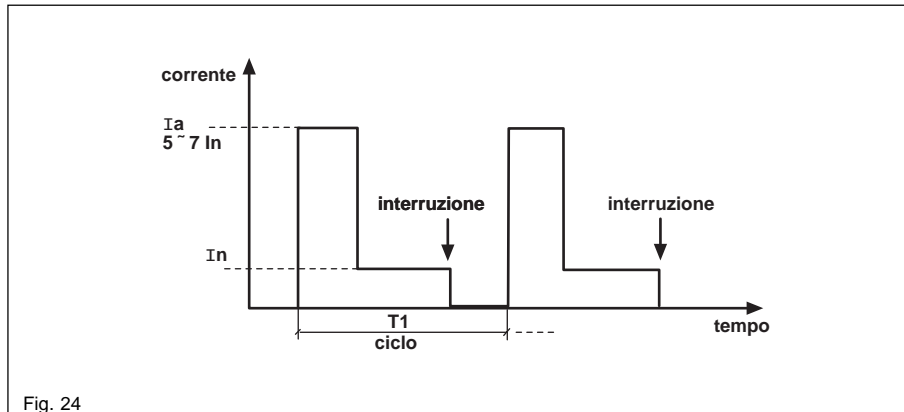 corrente
Ia
5 ~ 7 In
interruzione
interruzione
In
T1
ciclo
tempo
Fig. 24